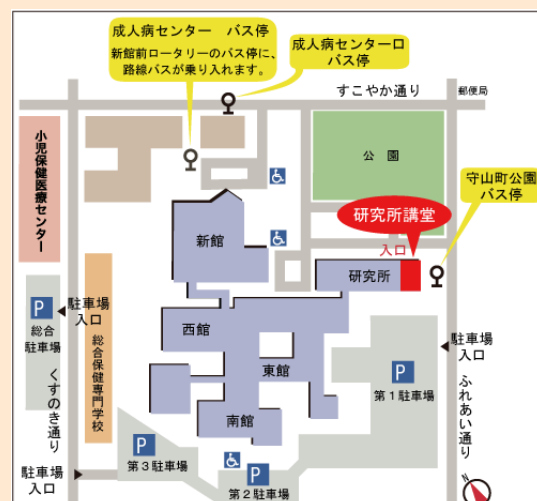 成人病センター バス停
新館前ロータリーのバス停に、
路線バスが乗り入れます。
成人病センター口
バス停
すこやか通り
郵便局
小児保健医療センター
公園
守山町公園
バス停
研究所講堂
入口
新館
研究所
P
総合
駐車場
駐車場
入口
総合保健専門学校
西館
東館
南館
P
第1駐車場
駐車場
入口
くすのき通り
ふれあい通り
P
第3駐車場
P
第2駐車場
駐車場
入口
N